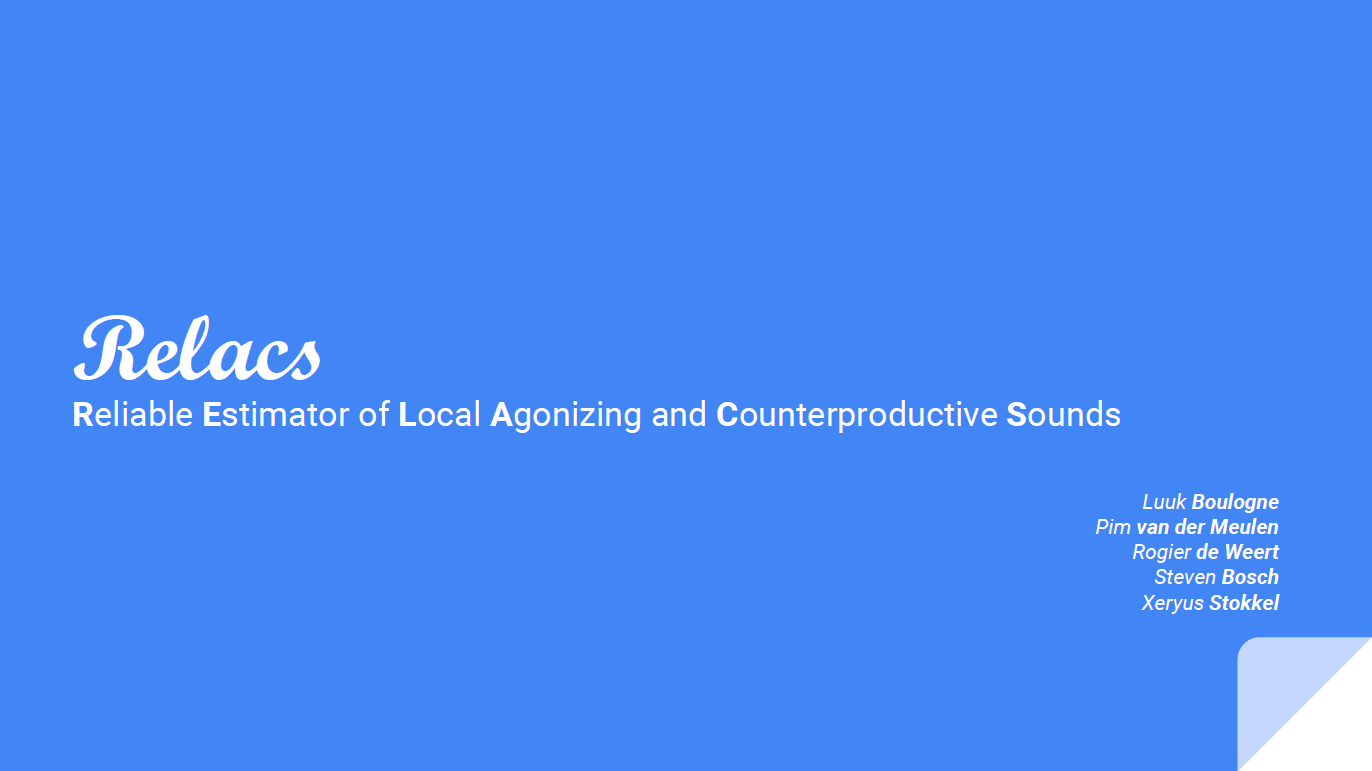 Relacs
Reliable Estimator of Local Agonizing and Counterproductive Sounds
Luuk Boulogne
Pim van der Meulen
Rogier de Weert
Steven Bosch
Xeryus Stokkel